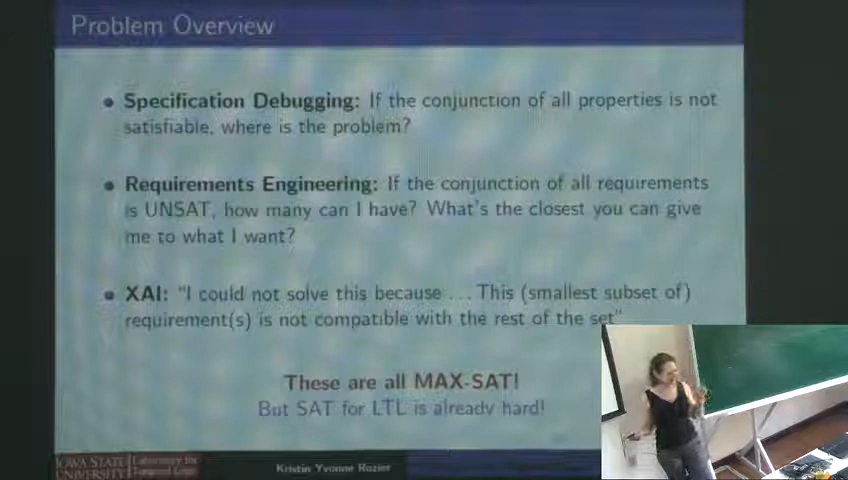 Problem Overview
Specification Debugging: If the conjunction of all properties is not
satisfiable, where is the problem?
Requirements Engineering: If the conjunction of all requirements
is UNSAT, how many can I have? What's the closest you can give
me to what I want?
XAI: "I could not solve this because ... This (smallest subset of)
requirement(s) is not compatible with the rest of the set"
These are all MAX-SAT!
But SAT for LTL is already hard!
IOWA STATE
UNIVERSITY
Laboratory for
Temporal Logic
Kristin Yvonne Rozier